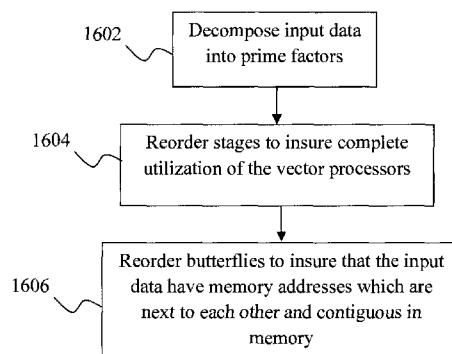 1602
Decompose input data
into prime factors
1604
Reorder stages to insure complete
utilization of the vector processors
1606
Reorder butterflies to insure that the input
data have memory addresses which are
next to each other and contiguous in
memory